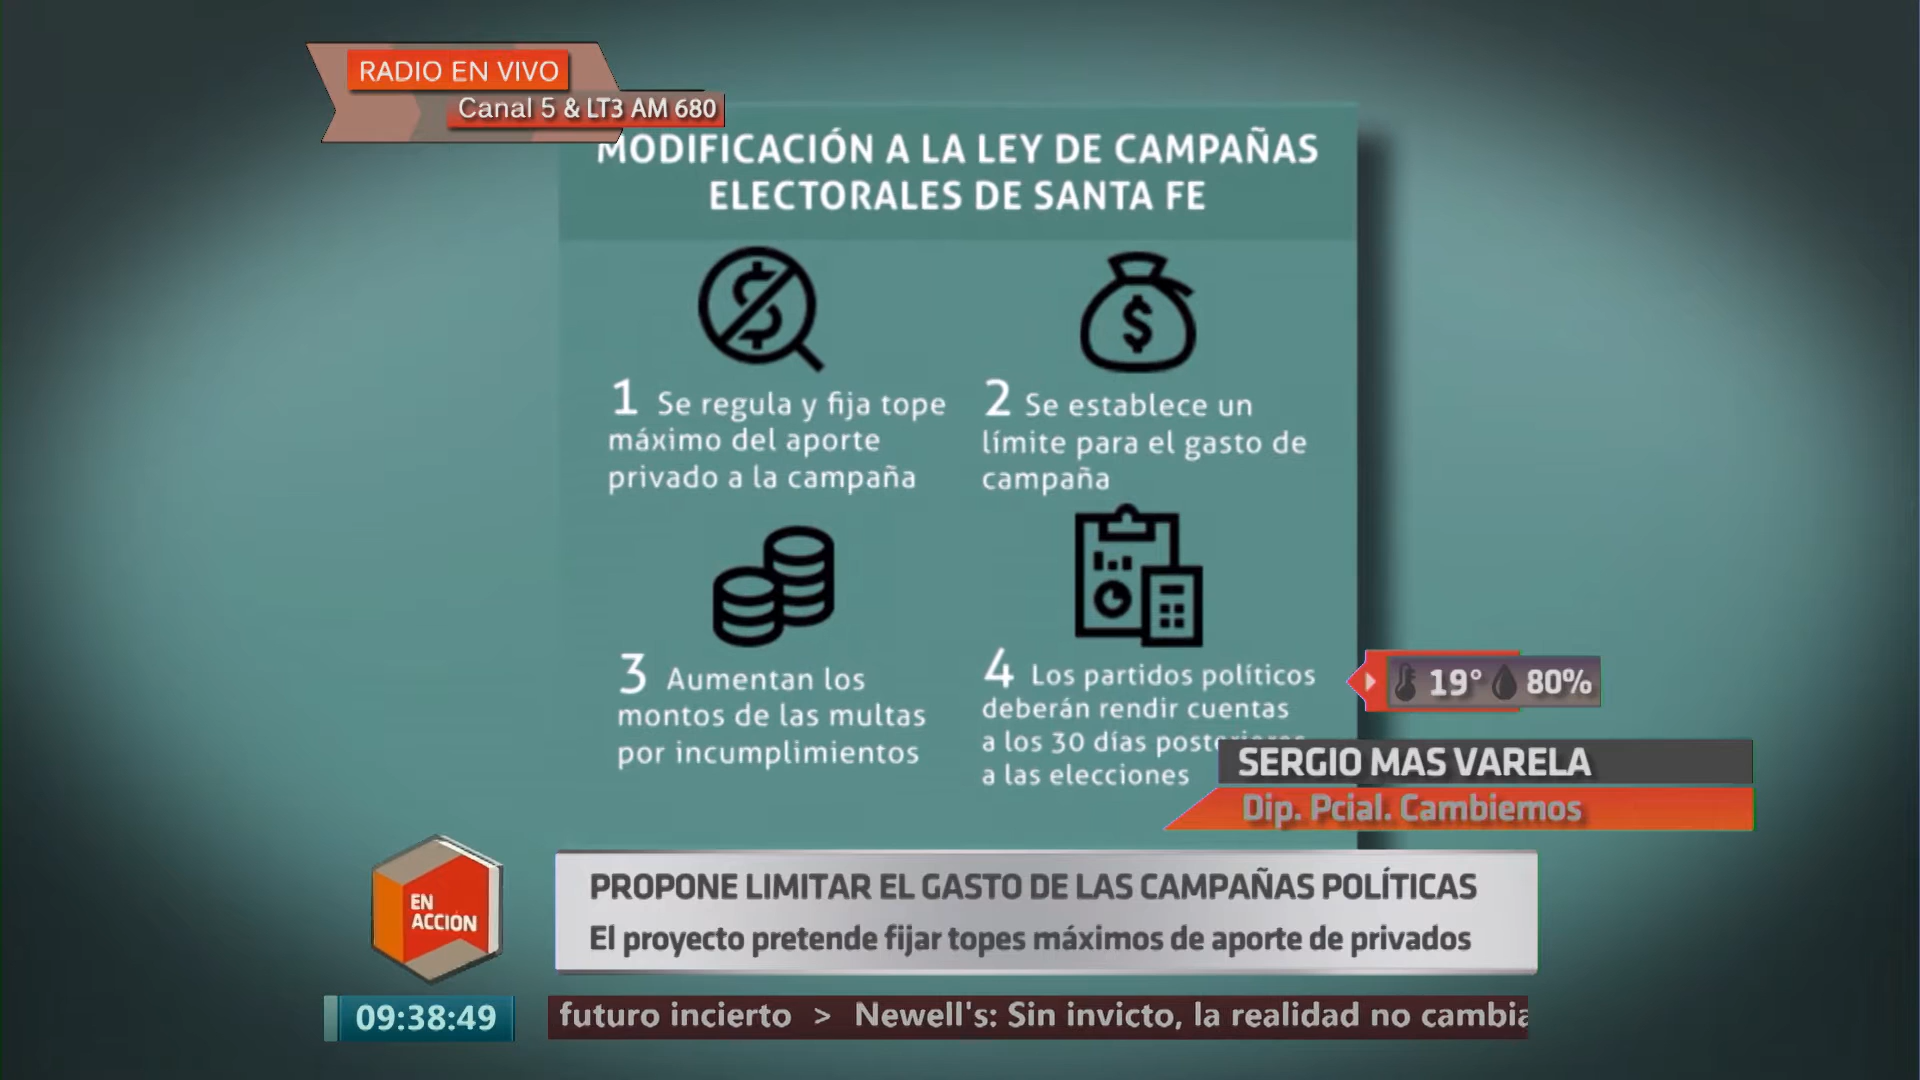 RADIO EN VIVO
Canal 5 & LT3 AM 680
MODIFICACIÓN A LA LEY DE CAMPAÑAS
ELECTORALES DE SANTA FE
1 Se regula y fija tope
máximo del aporte
privado a la campaña
2 Se establece un
límite para el gasto de
campaña
3 Aumentan los
montos de las multas
por incumplimientos
4 Los partidos políticos
deberán rendir cuentas
a los 30 días
a las elecciones
19° 80%
SERGIO MAS VARELA
Dip. Pcial. Cambiemos
EN
ACCIÓN
PROPONE LIMITAR EL GASTO DE LAS CAMPAÑAS POLÍTICAS
El proyecto pretende fijar topes máximos de aporte de privados
09:38:49
futuro incierto > Newell's: Sin invicto, la realidad no cambia